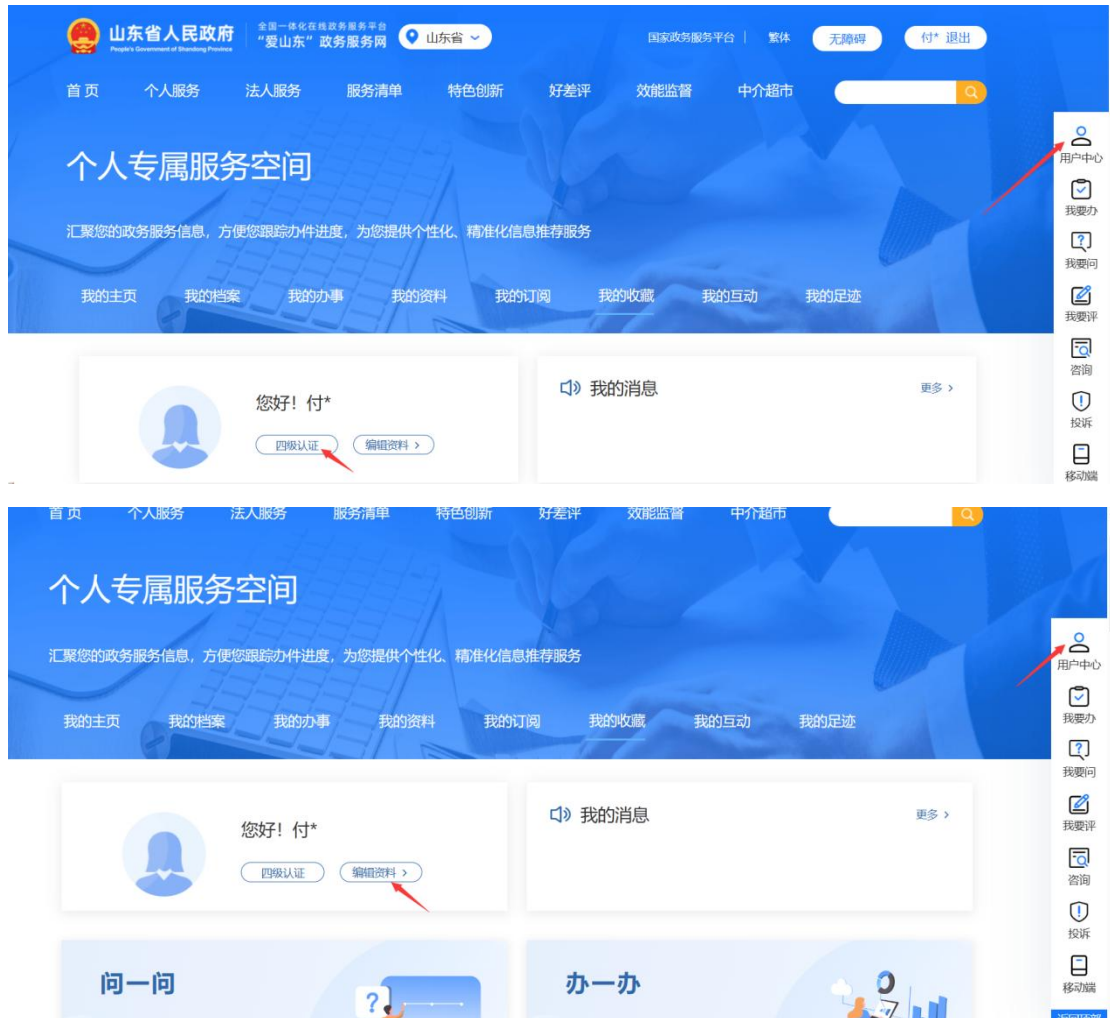 山东省人民政府
People's Government of Shandong Province
全国一体化在线政务服务平台
“爱山东”政务服务网
山东省
国家政务服务平台 | 繁体 无障碍 付* 退出
首页 个人服务 法人服务 服务清单 特色创新 好差评 效能监督 中介超市
个人专属服务空间
汇聚您的政务服务信息，方便您跟踪办件进度，为您提供个性化、精准化信息推荐服务
我的主页 我的档案 我的办事 我的资料 我的订阅 我的收藏 我的互动 我的足迹
您好！付*
四级认证 编辑资料 >
我的消息 更多 >
用户中心
我要办
我要问
我要评
咨询
投诉
移动端
首页 个人服务 法人服务 服务清单 特色创新 好差评 效能监督 中介超市
个人专属服务空间
汇聚您的政务服务信息，方便您跟踪办件进度，为您提供个性化、精准化信息推荐服务
我的主页 我的档案 我的办事 我的资料 我的订阅 我的收藏 我的互动 我的足迹
您好！付*
四级认证 编辑资料 >
我的消息 更多 >
问一问
办一办
用户中心
我要办
我要问
我要评
咨询
投诉
移动端
返回顶部